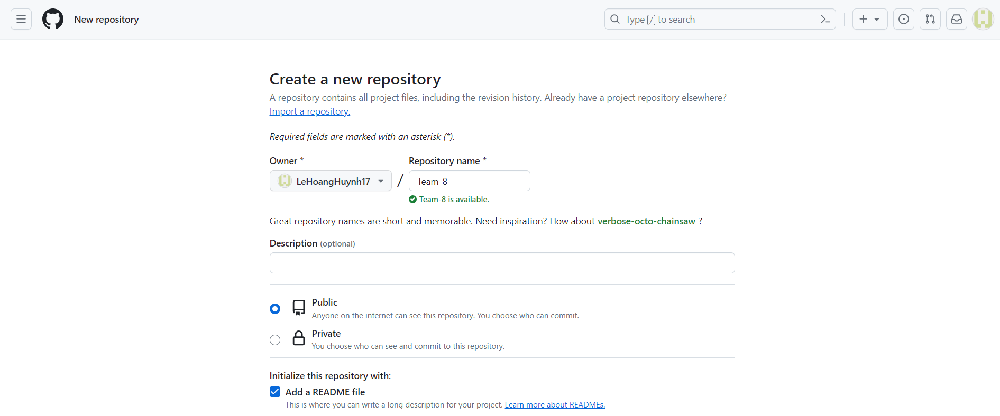 New repository
Type / to search
Create a new repository
A repository contains all project files, including the revision history. Already have a project repository elsewhere?
Import a repository.
Required fields are marked with an asterisk (*).
Owner * Repository name *
LeHoangHuynh17 / Team-8
Team-8 is available.
Great repository names are short and memorable. Need inspiration? How about verbose-octo-chainsaw ?
Description (optional)
Public
Anyone on the internet can see this repository. You choose who can commit.
Private
You choose who can see and commit to this repository.
Initialize this repository with:
Add a README file
This is where you can write a long description for your project. Learn more about READMEs.